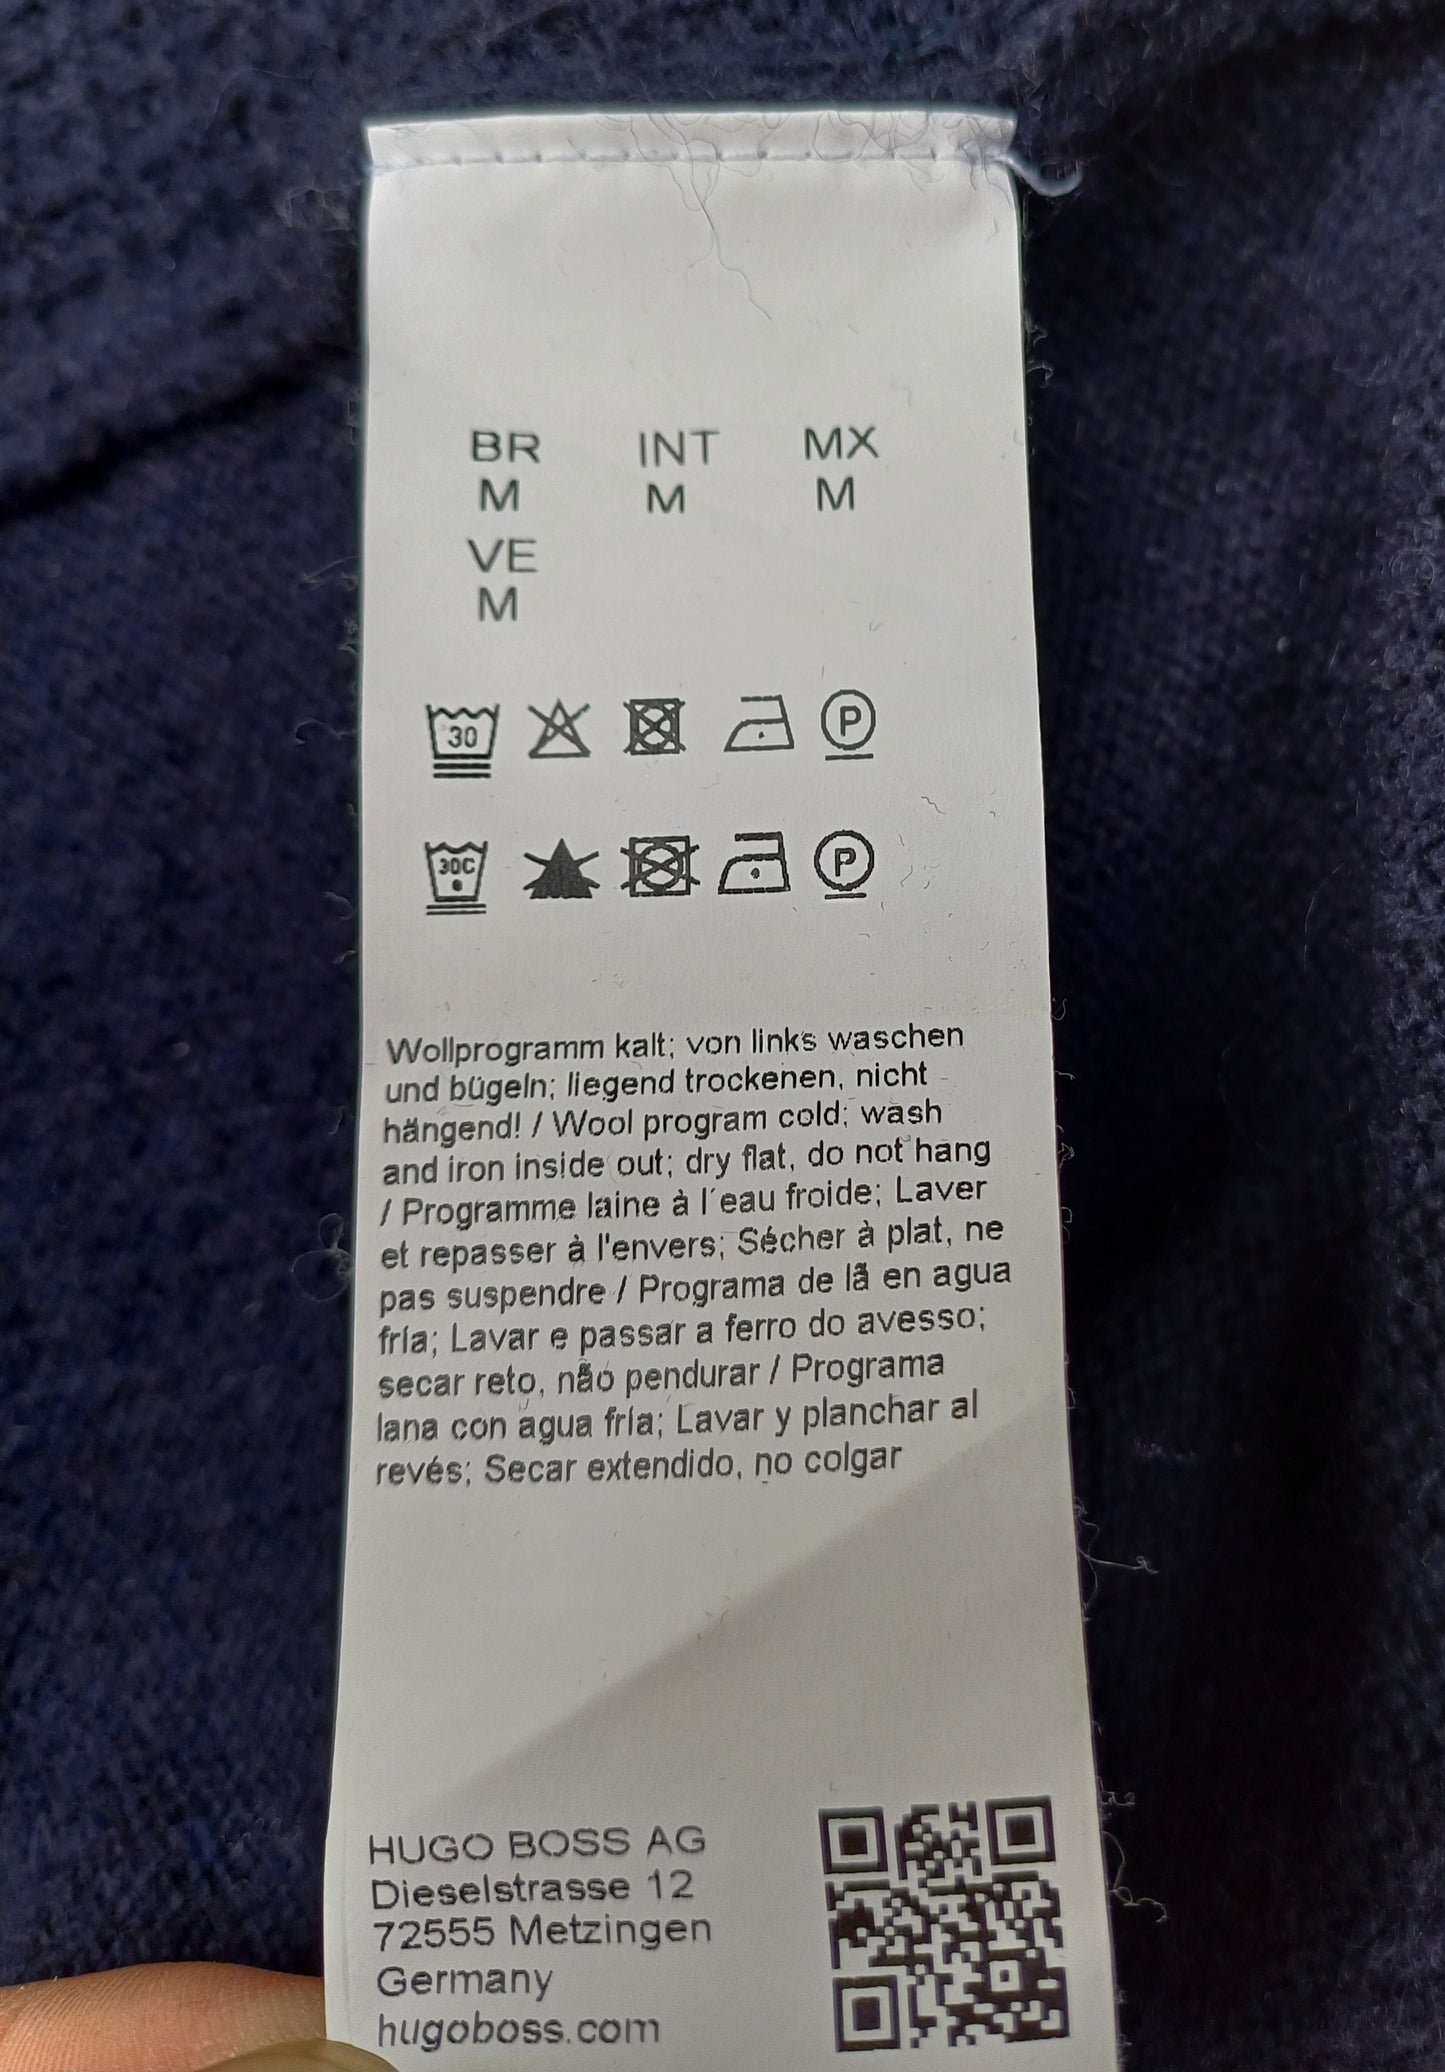 BR INT MX
M M M
VE
M
30 P
30C P
Wollprogramm kalt; von links waschen
und bügeln; liegend trockenen, nicht
hängend! / Wool program cold; wash
and iron inside out; dry flat, do not hang
/ Programme laine à l´eau froide; Laver
et repasser à l'envers; Sécher à plat, ne
pas suspendre / Programa de lã en agua
fría; Lavar e passar a ferro do avesso;
secar reto, não pendurar / Programa
lana con agua fría; Lavar y planchar al
revés; Secar extendido, no colgar
HUGO BOSS AG
Dieselstrasse 12
72555 Metzingen
Germany
hugoboss.com